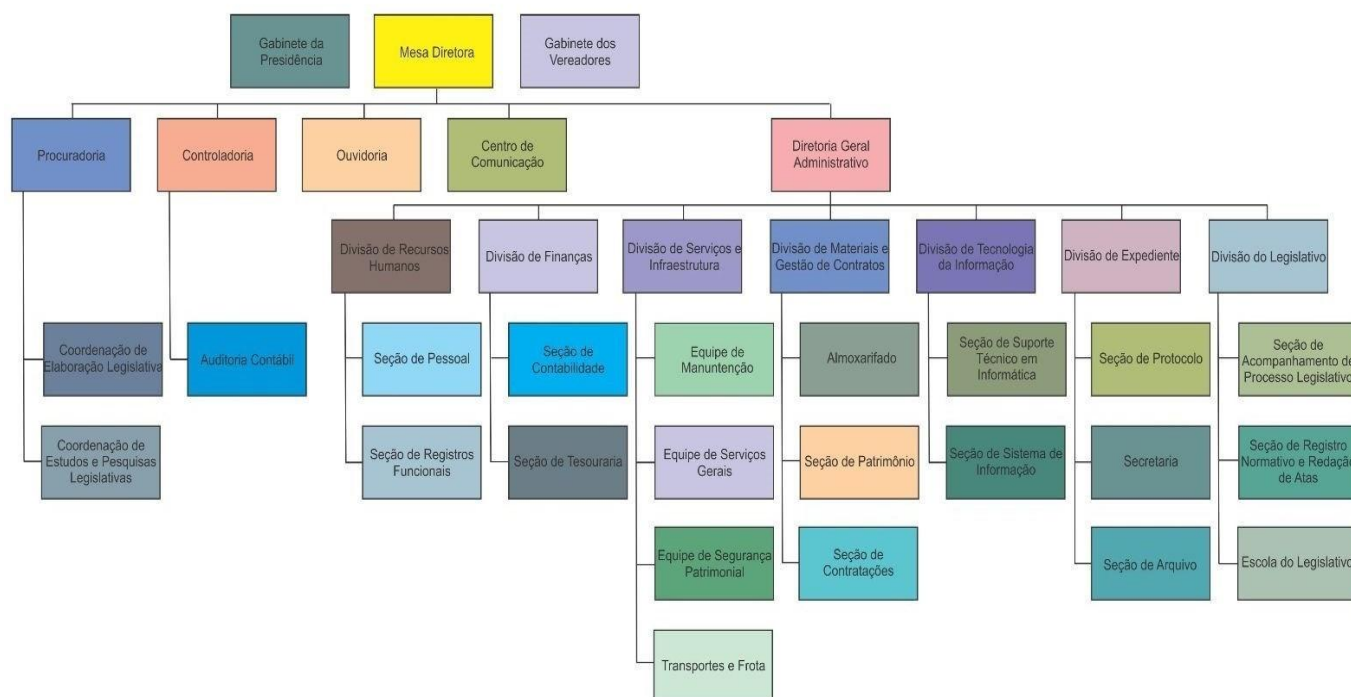 Gabinete da
Presidência
Mesa Diretora
Gabinete dos
Vereadores
Procuradoria
Controladoria
Ouvidoria
Centro de
Comunicação
Diretoria Geral
Administrativo
Divisão de Recursos
Humanos
Divisão de Finanças
Divisão de Serviços e
Infraestrutura
Divisão de Materiais e
Gestão de Contratos
Divisão de Tecnologia
da Informação
Divisão de Expediente
Divisão do Legislativo
Coordenação de
Elaboração Legislativa
Auditoria Contábil
Seção de Pessoal
Seção de
Contabilidade
Equipe de
Manuntenção
Almoxarifado
Seção de Suporte
Técnico em
Informática
Seção de Protocolo
Seção de
Acompanhamento de
Processo Legislativo
Coordenação de
Estudos e Pesquisas
Legislativas
Seção de Registros
Funcionais
Seção de Tesouraria
Equipe de Serviços
Gerais
Seção de Patrimônio
Seção de Sistema de
Informação
Secretaria
Seção de Registro
Normativo e Redação
de Atas
Equipe de Segurança
Patrimonial
Seção de
Contratações
Seção de Arquivo
Escola do Legislativo
Transportes e Frota